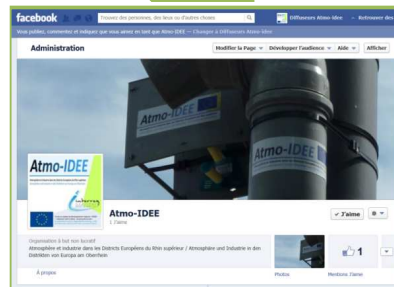 facebook
Trouvez des personnes, des lieux ou d'autres choses
Diffuseurs Atmo-Idee
Retrouver des
Vous publiez, commentez et indiquez que vous aimez en tant que Atmo-IDEE — Changez à Diffuseurs Atmo-Idee
Administration
Modifier la Page
Développer l'audience
Aide
Afficher
Atmo-IDEE
Atmo-IDEE
Atmo-IDEE
interreg
Atmo-IDEE
1 J'aime
J'aime
Organisation à but non lucratif
Atmosphère et industrie dans les Districts Européens du Rhin supérieur / Atmosphäre und Industrie in den
Distrikten von Europa am Oberrhein
1
À propos
Photos
Mentions J'aime